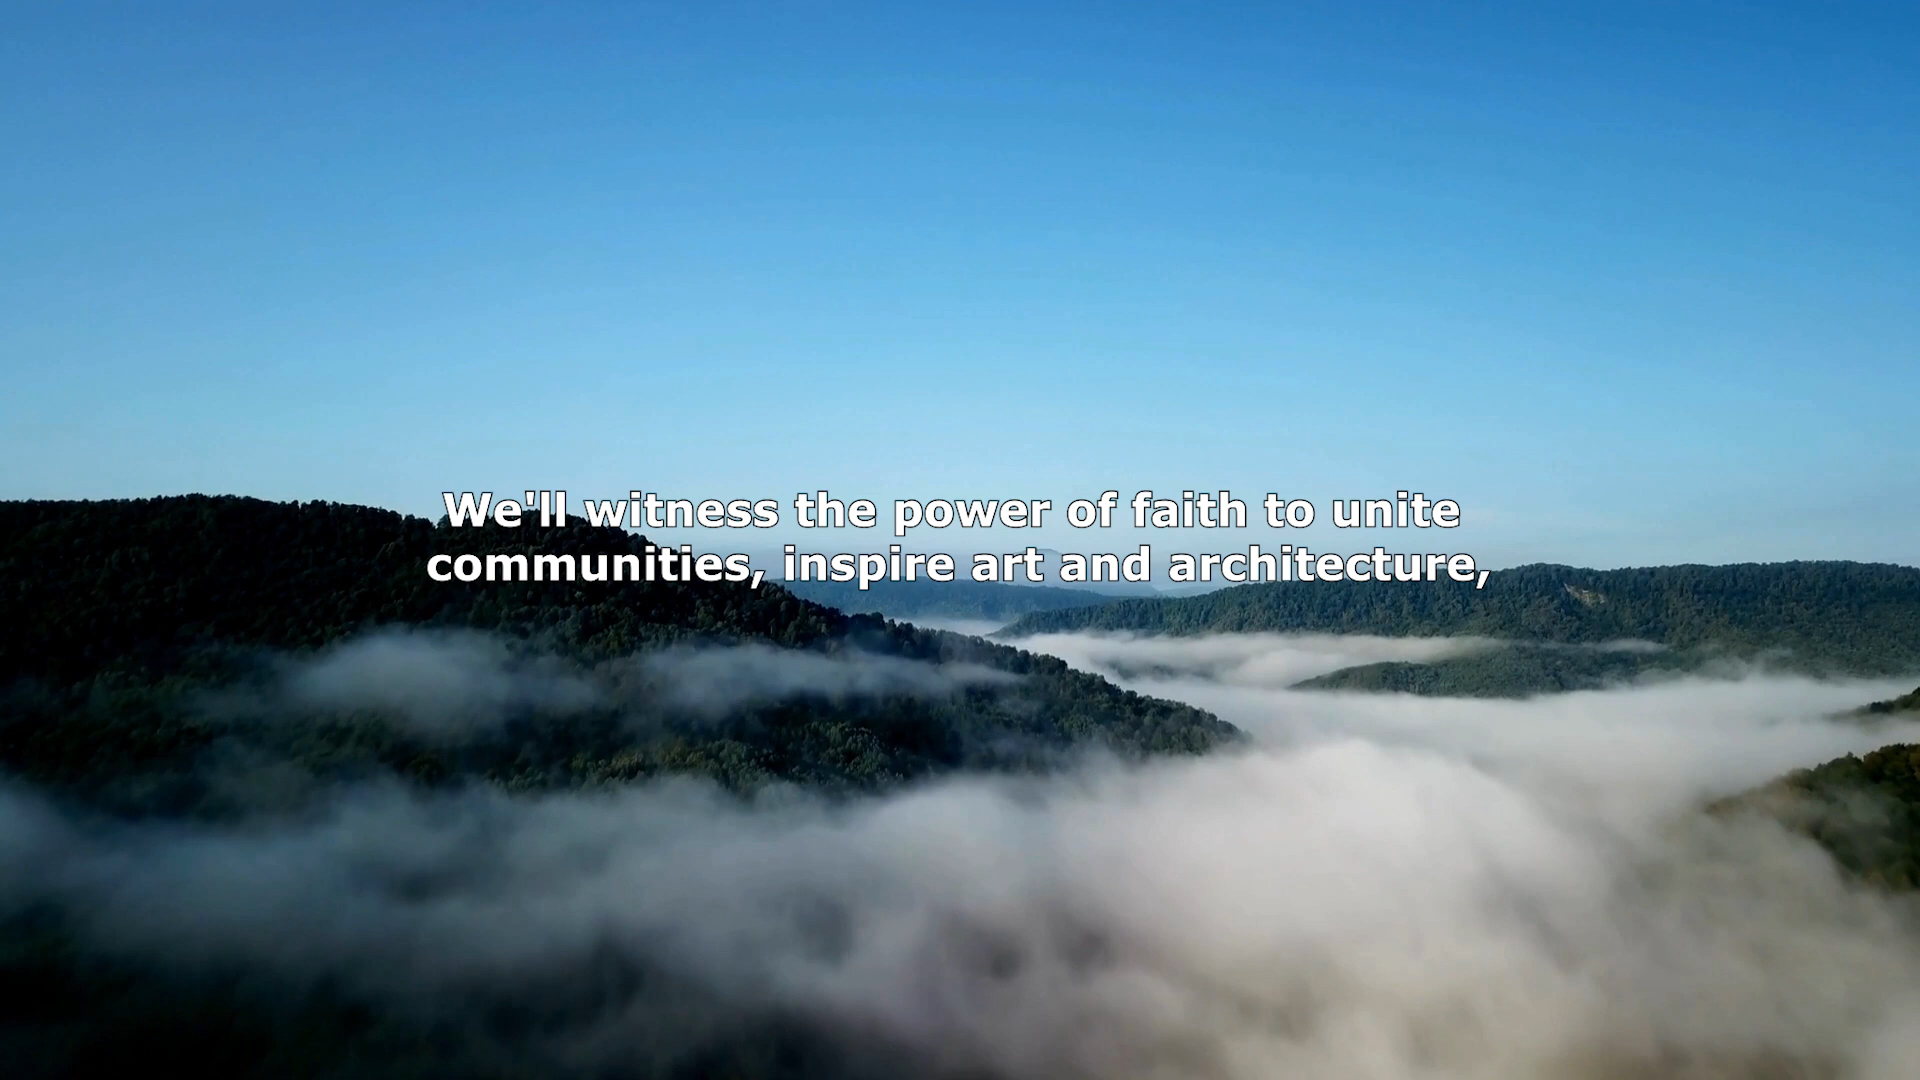 We'll witness the power of faith to unite
communities, inspire art and architecture,